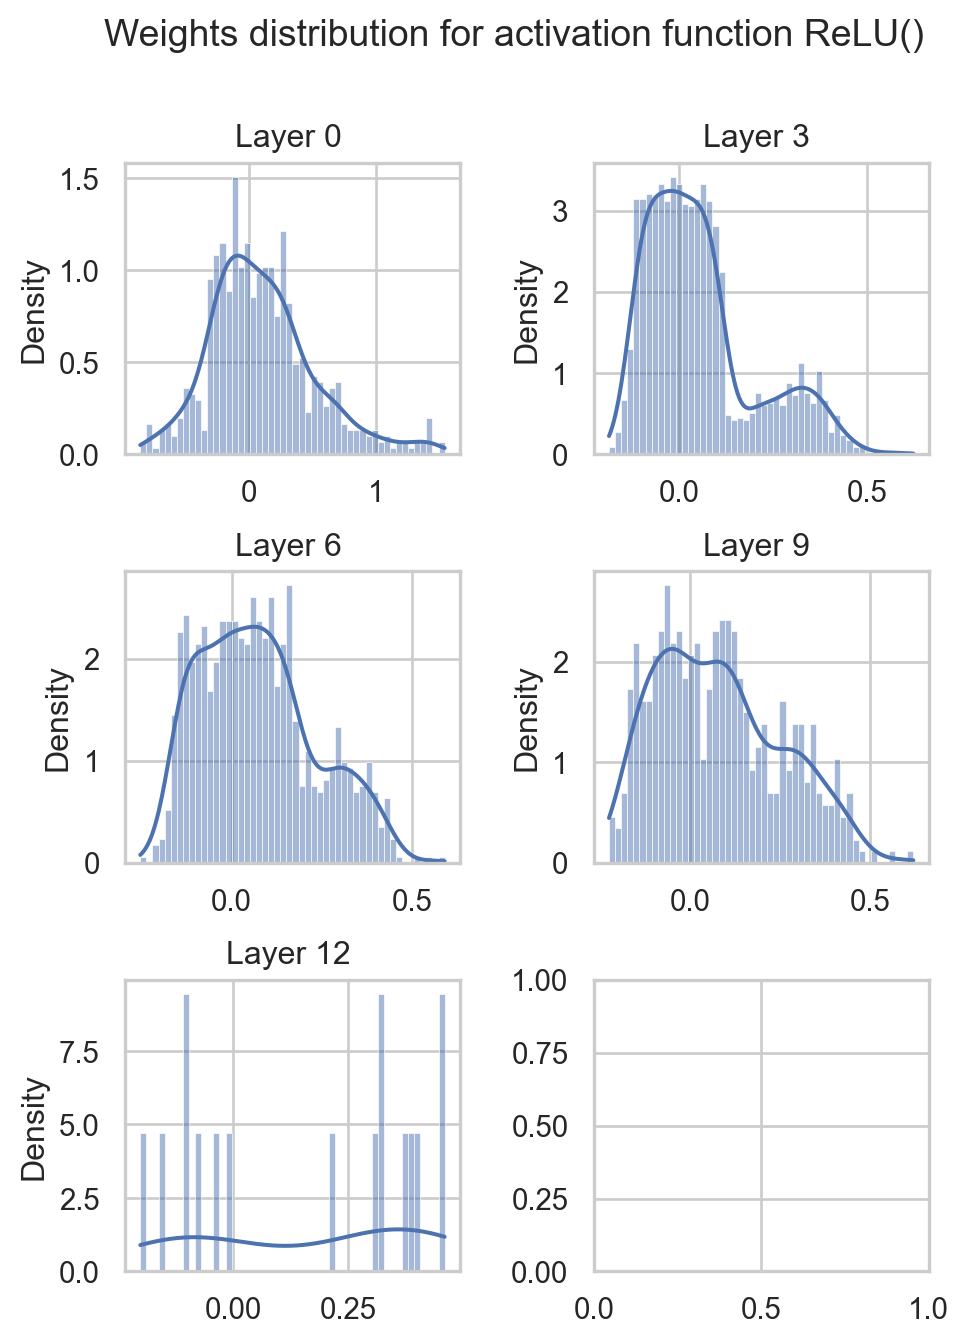 Weights distribution for activation function ReLU()
Layer 0
Layer 3
Density
1.5
1.0
0.5
0.0
0 1
Density
3
2
1
0
0.0 0.5
Layer 6
Layer 9
Density
2
1
0
0.0 0.5
Density
2
1
0
0.0 0.5
Layer 12
Density
7.5
5.0
2.5
0.0
0.00 0.25
1.00
0.75
0.50
0.25
0.00
0.0 0.5 1.0